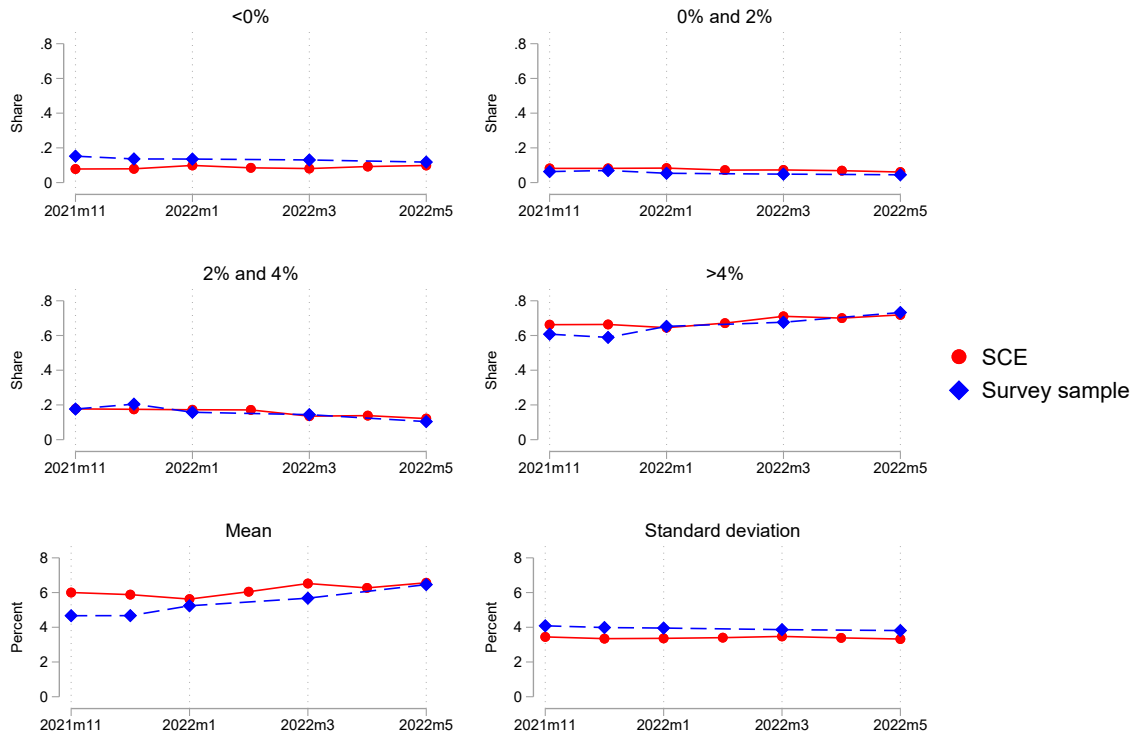 <0%
0% and 2%
.8
.6
.4
.2
0
Share
2021m11
2022m1
2022m3
2022m5
.8
.6
.4
.2
0
Share
2021m11
2022m1
2022m3
2022m5
2% and 4%
>4%
.8
.6
.4
.2
0
Share
2021m11
2022m1
2022m3
2022m5
.8
.6
.4
.2
0
Share
2021m11
2022m1
2022m3
2022m5
SCE
Survey sample
Mean
Standard deviation
8
6
4
2
0
Percent
2021m11
2022m1
2022m3
2022m5
8
6
4
2
0
Percent
2021m11
2022m1
2022m3
2022m5